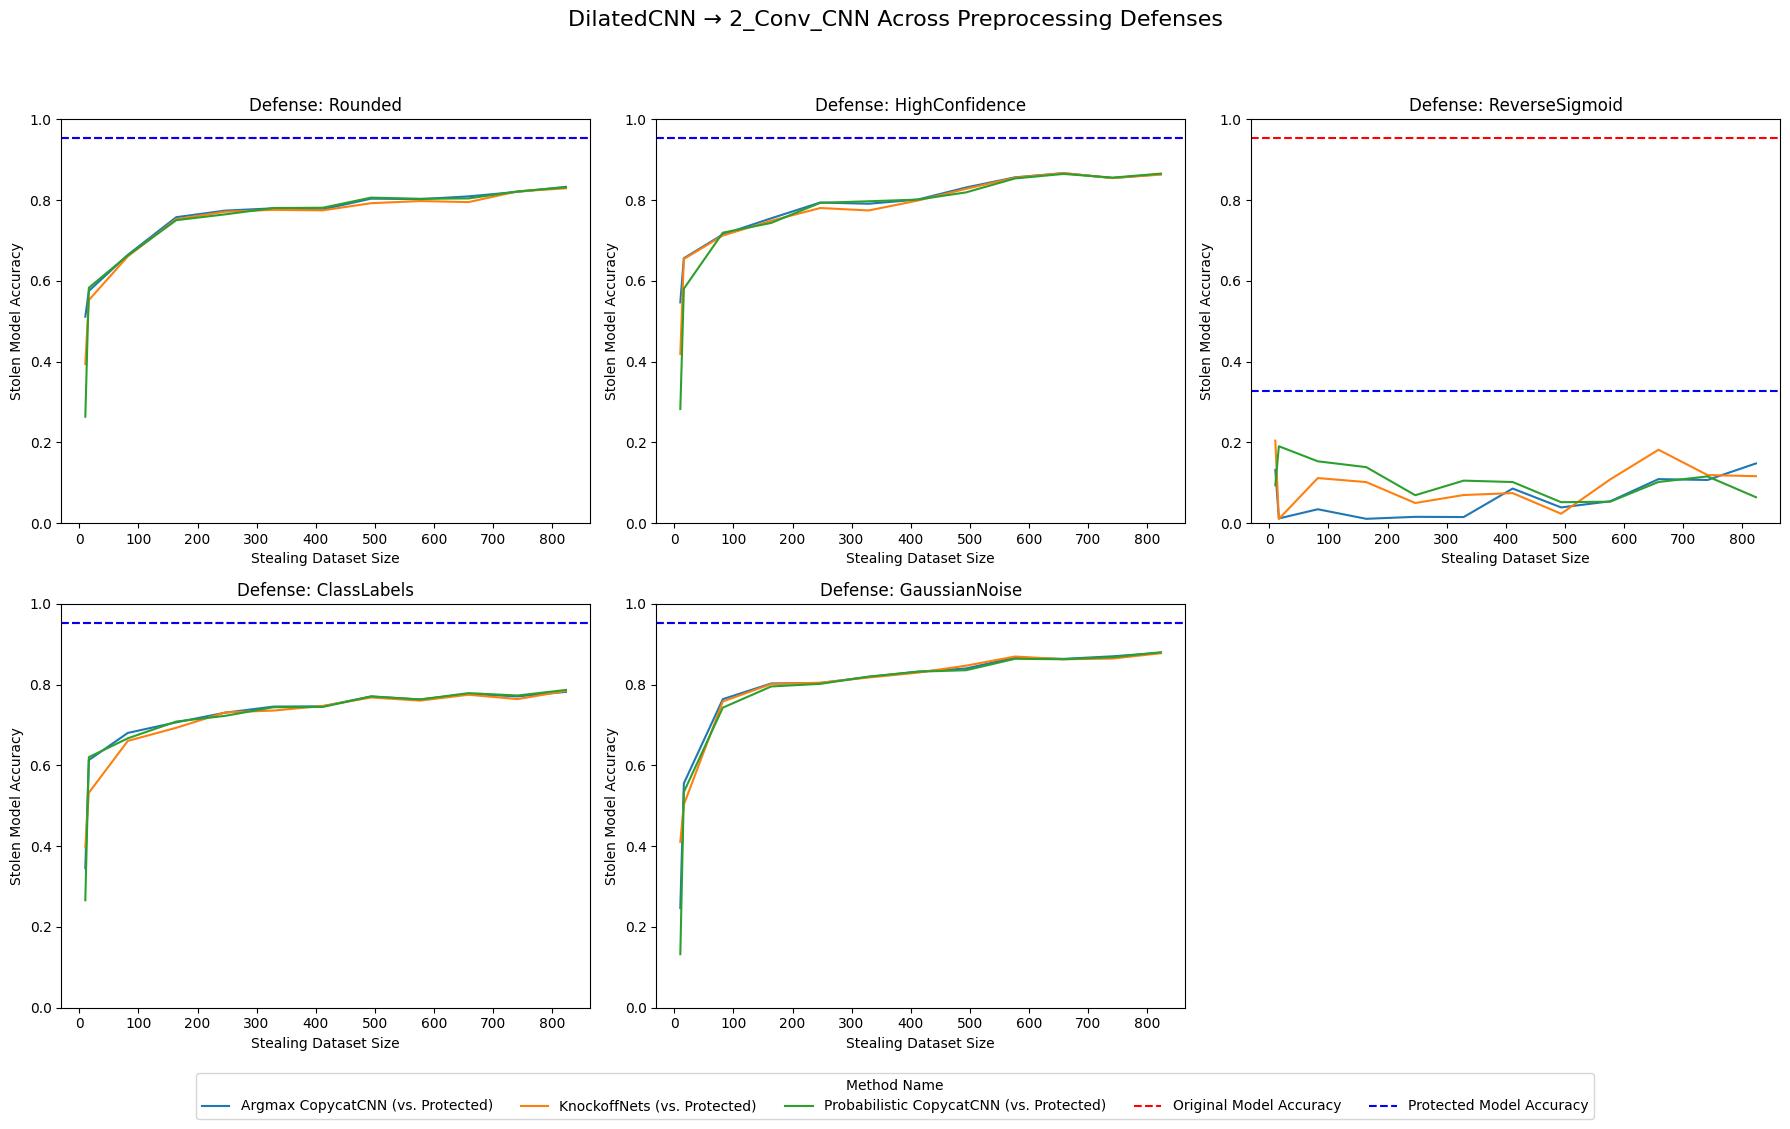 DilatedCNN → 2_Conv_CNN Across Preprocessing Defenses
Defense: Rounded
1.0
0.8
0.6
0.4
0.2
0.0
Stolen Model Accuracy
0 100 200 300 400 500 600 700 800
Stealing Dataset Size
Defense: HighConfidence
1.0
0.8
0.6
0.4
0.2
0.0
Stolen Model Accuracy
0 100 200 300 400 500 600 700 800
Stealing Dataset Size
Defense: ReverseSigmoid
1.0
0.8
0.6
0.4
0.2
0.0
Stolen Model Accuracy
0 100 200 300 400 500 600 700 800
Stealing Dataset Size
Defense: ClassLabels
1.0
0.8
0.6
0.4
0.2
0.0
Stolen Model Accuracy
0 100 200 300 400 500 600 700 800
Stealing Dataset Size
Defense: GaussianNoise
1.0
0.8
0.6
0.4
0.2
0.0
Stolen Model Accuracy
0 100 200 300 400 500 600 700 800
Stealing Dataset Size
Method Name
Argmax CopycatCNN (vs. Protected) KnockoffNets (vs. Protected) Probabilistic CopycatCNN (vs. Protected) Original Model Accuracy Protected Model Accuracy